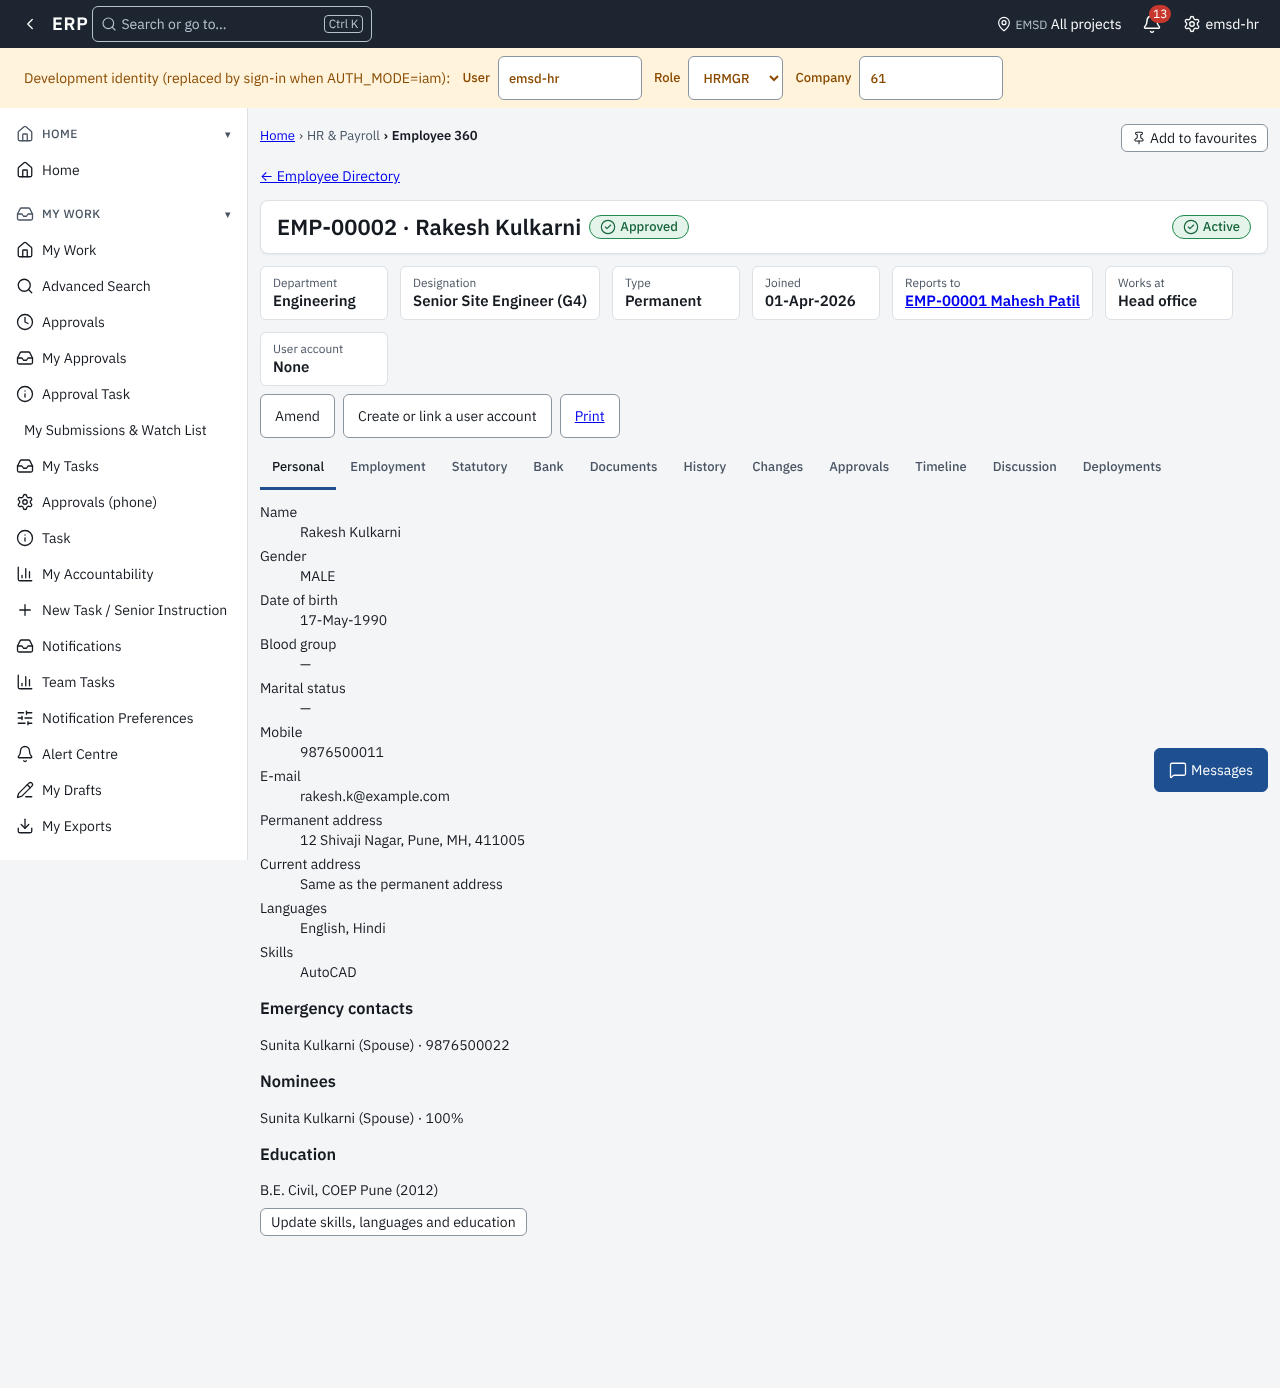 ERP
Search or go to...
Ctrl K
EMSD All projects
13
emsd-hr
Development identity (replaced by sign-in when AUTH_MODE=iam):
User
emsd-hr
Role
HRMGR
Company
61
HOME
Home
MY WORK
My Work
Advanced Search
Approvals
My Approvals
Approval Task
My Submissions & Watch List
My Tasks
Approvals (phone)
Task
My Accountability
New Task / Senior Instruction
Notifications
Team Tasks
Notification Preferences
Alert Centre
My Drafts
My Exports
Home › HR & Payroll › Employee 360
Add to favourites
← Employee Directory
EMP-00002 · Rakesh Kulkarni
Approved
Active
Department
Engineering
Designation
Senior Site Engineer (G4)
Type
Permanent
Joined
01-Apr-2026
Reports to
EMP-00001 Mahesh Patil
Works at
Head office
User account
None
Amend
Create or link a user account
Print
Personal
Employment
Statutory
Bank
Documents
History
Changes
Approvals
Timeline
Discussion
Deployments
Name
Rakesh Kulkarni
Gender
MALE
Date of birth
17-May-1990
Blood group
—
Marital status
—
Mobile
9876500011
E-mail
rakesh.k@example.com
Permanent address
12 Shivaji Nagar, Pune, MH, 411005
Current address
Same as the permanent address
Languages
English, Hindi
Skills
AutoCAD
Messages
Emergency contacts
Sunita Kulkarni (Spouse) · 9876500022
Nominees
Sunita Kulkarni (Spouse) · 100%
Education
B.E. Civil, COEP Pune (2012)
Update skills, languages and education